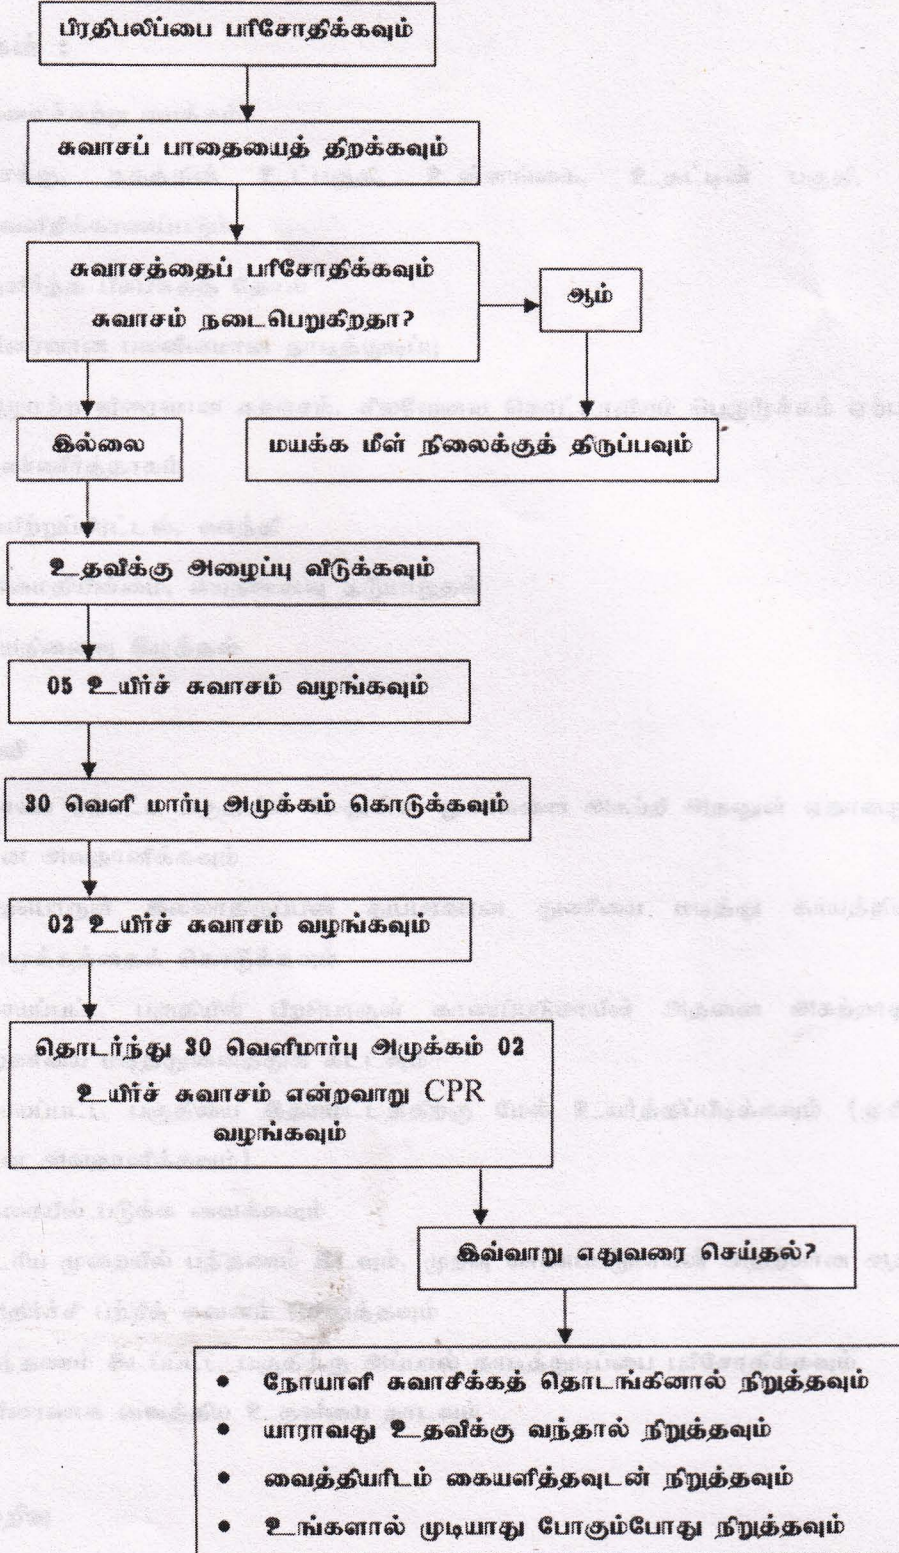 பிரதிபலிப்பை பரிசோதிக்கவும்
சுவாசப் பாதையைத் திறக்கவும்
சுவாசத்தைப் பரிசோதிக்கவும்
சுவாசம் நடைபெறுகிறதா?
ஆம்
இல்லை
மயக்க மீள் நிலைக்குத் திருப்பவும்
உதவிக்கு அழைப்பு விடுக்கவும்
05 உயிர்ச் சுவாசம் வழங்கவும்
30 வெளி மார்பு அழுக்கம் கொடுக்கவும்
02 உயிர்ச் சுவாசம் வழங்கவும்
தொடர்ந்து 30 வெளிமார்பு அழுக்கம் 02
உயிர்ச் சுவாசம் என்றவாறு CPR
வழங்கவும்
இவ்வாறு எதுவரை செய்தல்?
• நோயாளி சுவாசிக்கத் தொடங்கினால் நிறுத்தவும்
• யாராவது உதவிக்கு வந்தால் நிறுத்தவும்
• வைத்தியரிடம் கையளித்தவுடன் நிறுத்தவும்
• உங்களால் முடியாது போகும்போது நிறுத்தவும்